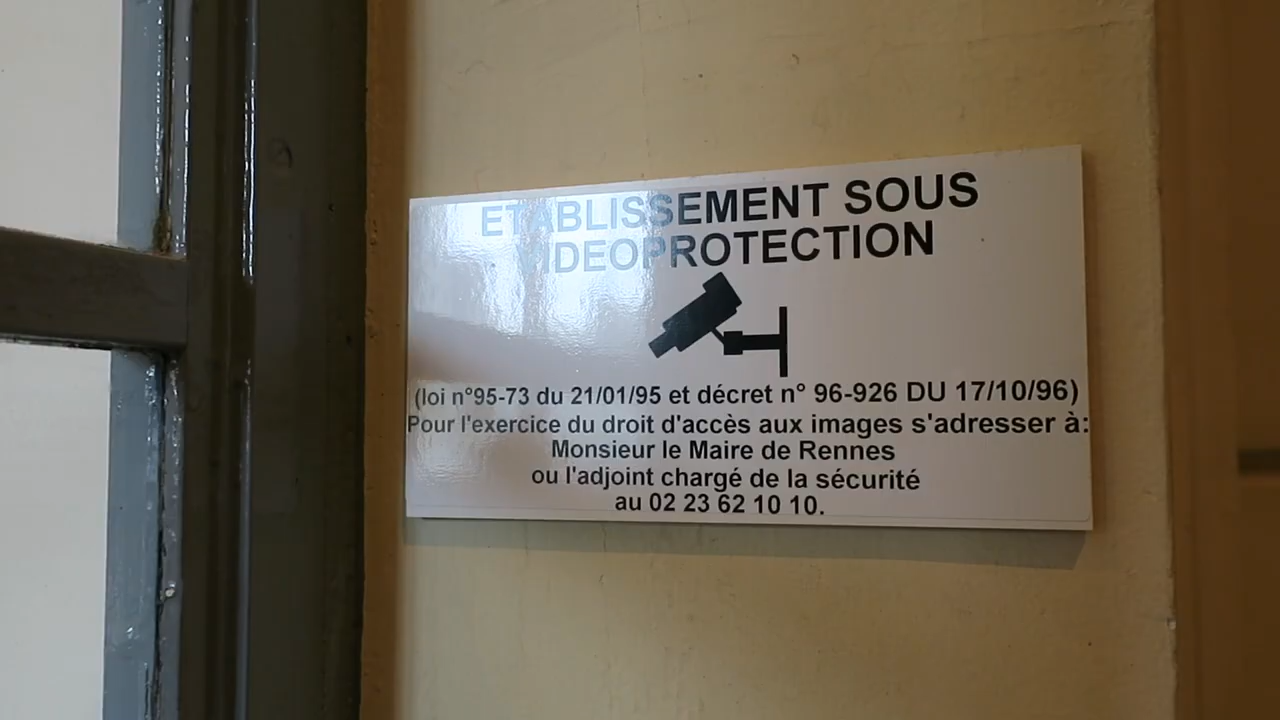 ETABLISSEMENT SOUS
VIDEOPROTECTION
(loi n°95-73 du 21/01/95 et décret n° 96-926 DU 17/10/96)
Pour l'exercice du droit d'accès aux images s'adresser à:
Monsieur le Maire de Rennes
ou l'adjoint chargé de la sécurité
au 02 23 62 10 10.